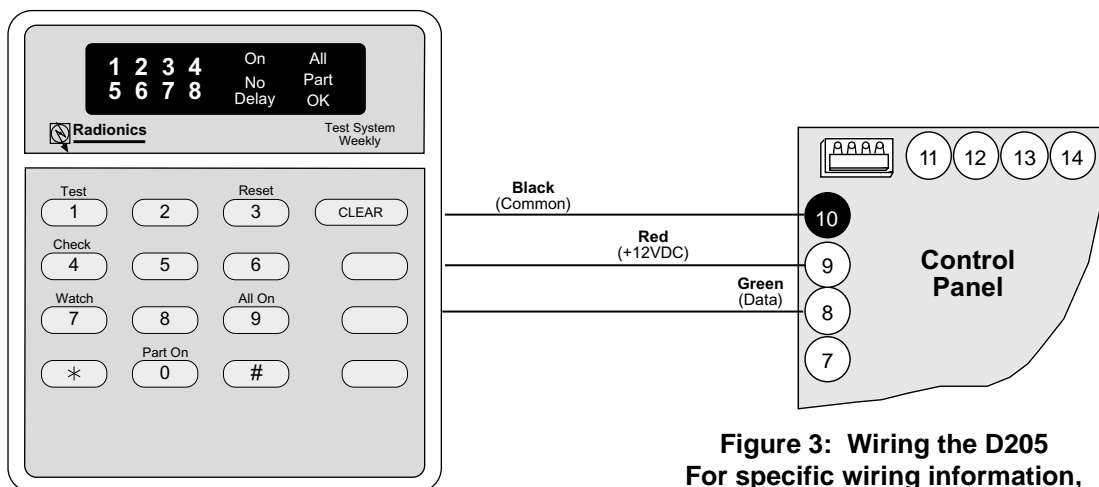 1 2 3 4 On All
5 6 7 8 No Delay Part OK
Radionics
Test System
Weekly
Test Reset
1 2 3 CLEAR
Check
4 5 6
Watch All On
7 8 9
Part On
* 0 #
Black
(Common)
Red
(+12VDC)
Green
(Data)
11 12 13 14
10
9
8
7
Control
Panel
Figure 3: Wiring the D205
For specific wiring information,